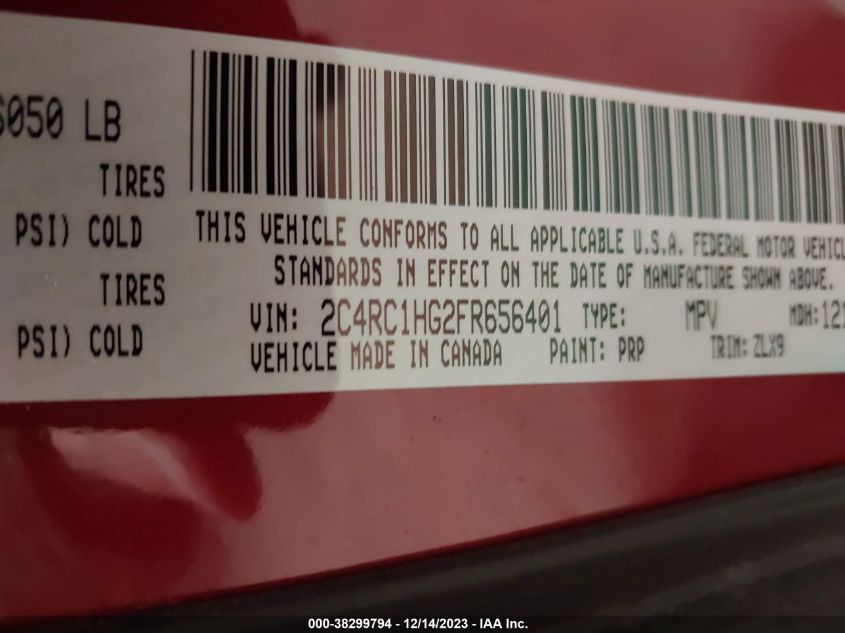 6050 LB
TIRES
PSI) COLD
TIRES
PSI) COLD
THIS VEHICLE CONFORMS TO ALL APPLICABLE U.S.A. FEDERAL MOTOR VEHICL
STANDARDS IN EFFECT ON THE DATE OF MANUFACTURE SHOWN ABOVE.
VIN: 2C4RC1HG2FR656401 TYPE: MPV MDH:121
VEHICLE MADE IN CANADA PAINT: PRP TRIM: ZLX9
000-38299794 - 12/14/2023 - IAA Inc.